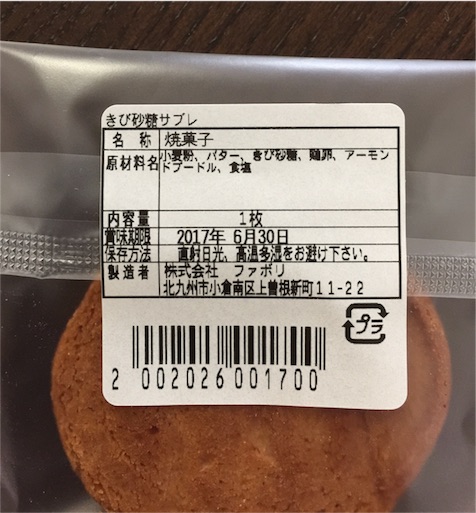 きび砂糖サブレ
名 称 焼菓子
原材料名 小麦粉、バター、きび砂糖、鶏卵、アーモン
ドプードル、食塩
内容量 1枚
賞味期限 2017年 6月30日
保存方法 直射日光、高温多湿をお避け下さい。
製造者 株式会社 ファボリ
北九州市小倉南区上曽根新町11-22
プラ
2 002026 001700